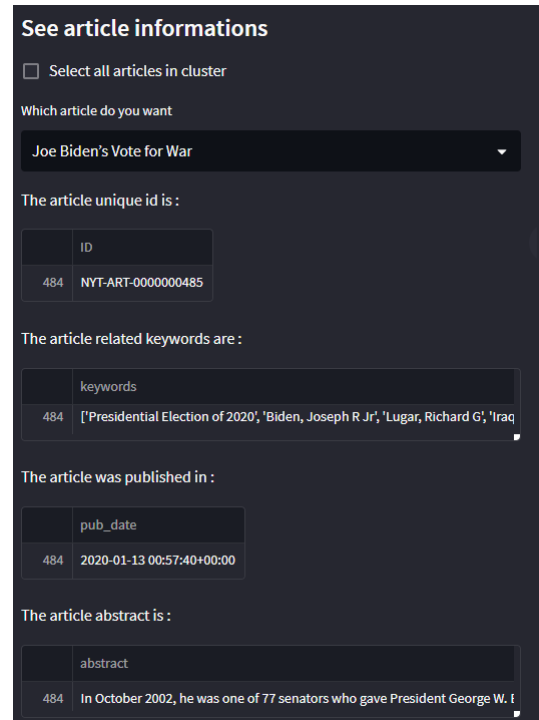 See article informations
Select all articles in cluster
Which article do you want
Joe Biden’s Vote for War
The article unique id is :
ID
484 NYT-ART-0000000485
The article related keywords are :
keywords
484 ['Presidential Election of 2020', 'Biden, Joseph R Jr', 'Lugar, Richard G', 'Iraq
The article was published in :
pub_date
484 2020-01-13 00:57:40+00:00
The article abstract is :
abstract
484 In October 2002, he was one of 77 senators who gave President George W.